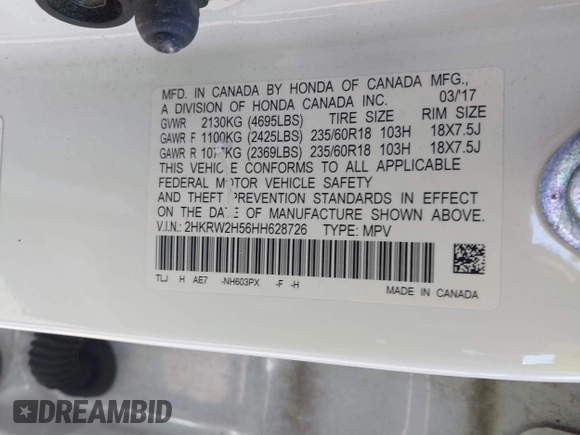 MFD. IN CANADA BY HONDA OF CANADA MFG.,
A DIVISION OF HONDA CANADA INC. 03/17
GVWR 2130KG (4695LBS) TIRE SIZE RIM SIZE
GAWR F 1100KG (2425LBS) 235/60R18 103H 18X7.5J
GAWR R (2369LBS) 235/60R18 103H 18X7.5J
THIS VEHICLE CONFORMS TO ALL APPLICABLE
FEDERAL MOTOR VEHICLE SAFETY
AND THEFT PREVENTION STANDARDS IN EFFECT
ON THE DATE OF MANUFACTURE SHOWN ABOVE.
V.I.N.: 2HKRW2H56HH628726 TYPE: MPV
TLJ H AE7 -NH603PX -F -H
MADE IN CANADA
DREAMBID